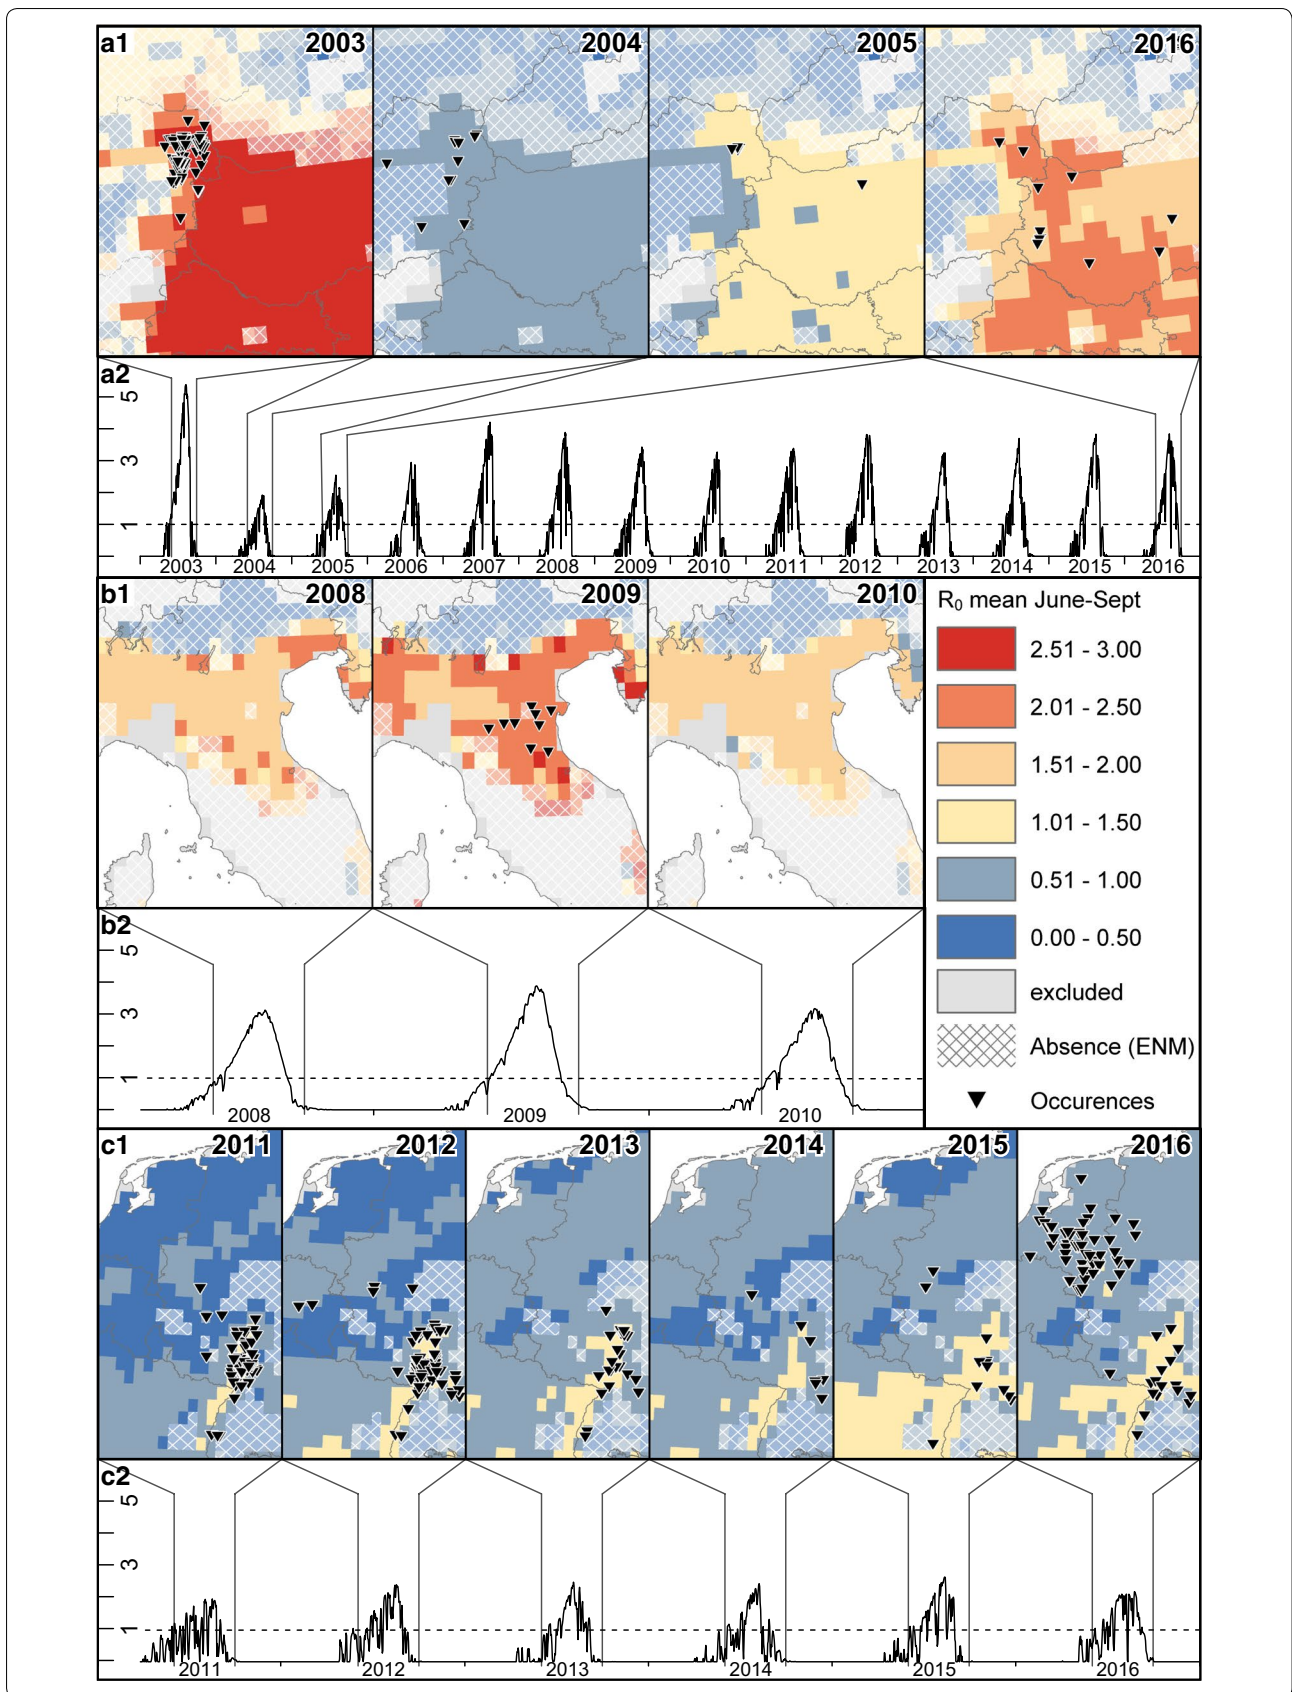 a1 2003 2004 2005 2016
a2
5
3
1
2003 2004 2005 2006 2007 2008 2009 2010 2011 2012 2013 2014 2015 2016
b1 2008 2009 2010
R0 mean June-Sept
2.51 - 3.00
2.01 - 2.50
1.51 - 2.00
1.01 - 1.50
0.51 - 1.00
0.00 - 0.50
excluded
Absence (ENM)
Occurences
b2
5
3
1
2008 2009 2010
c1 2011 2012 2013 2014 2015 2016
c2
5
3
1
2011 2012 2013 2014 2015 2016